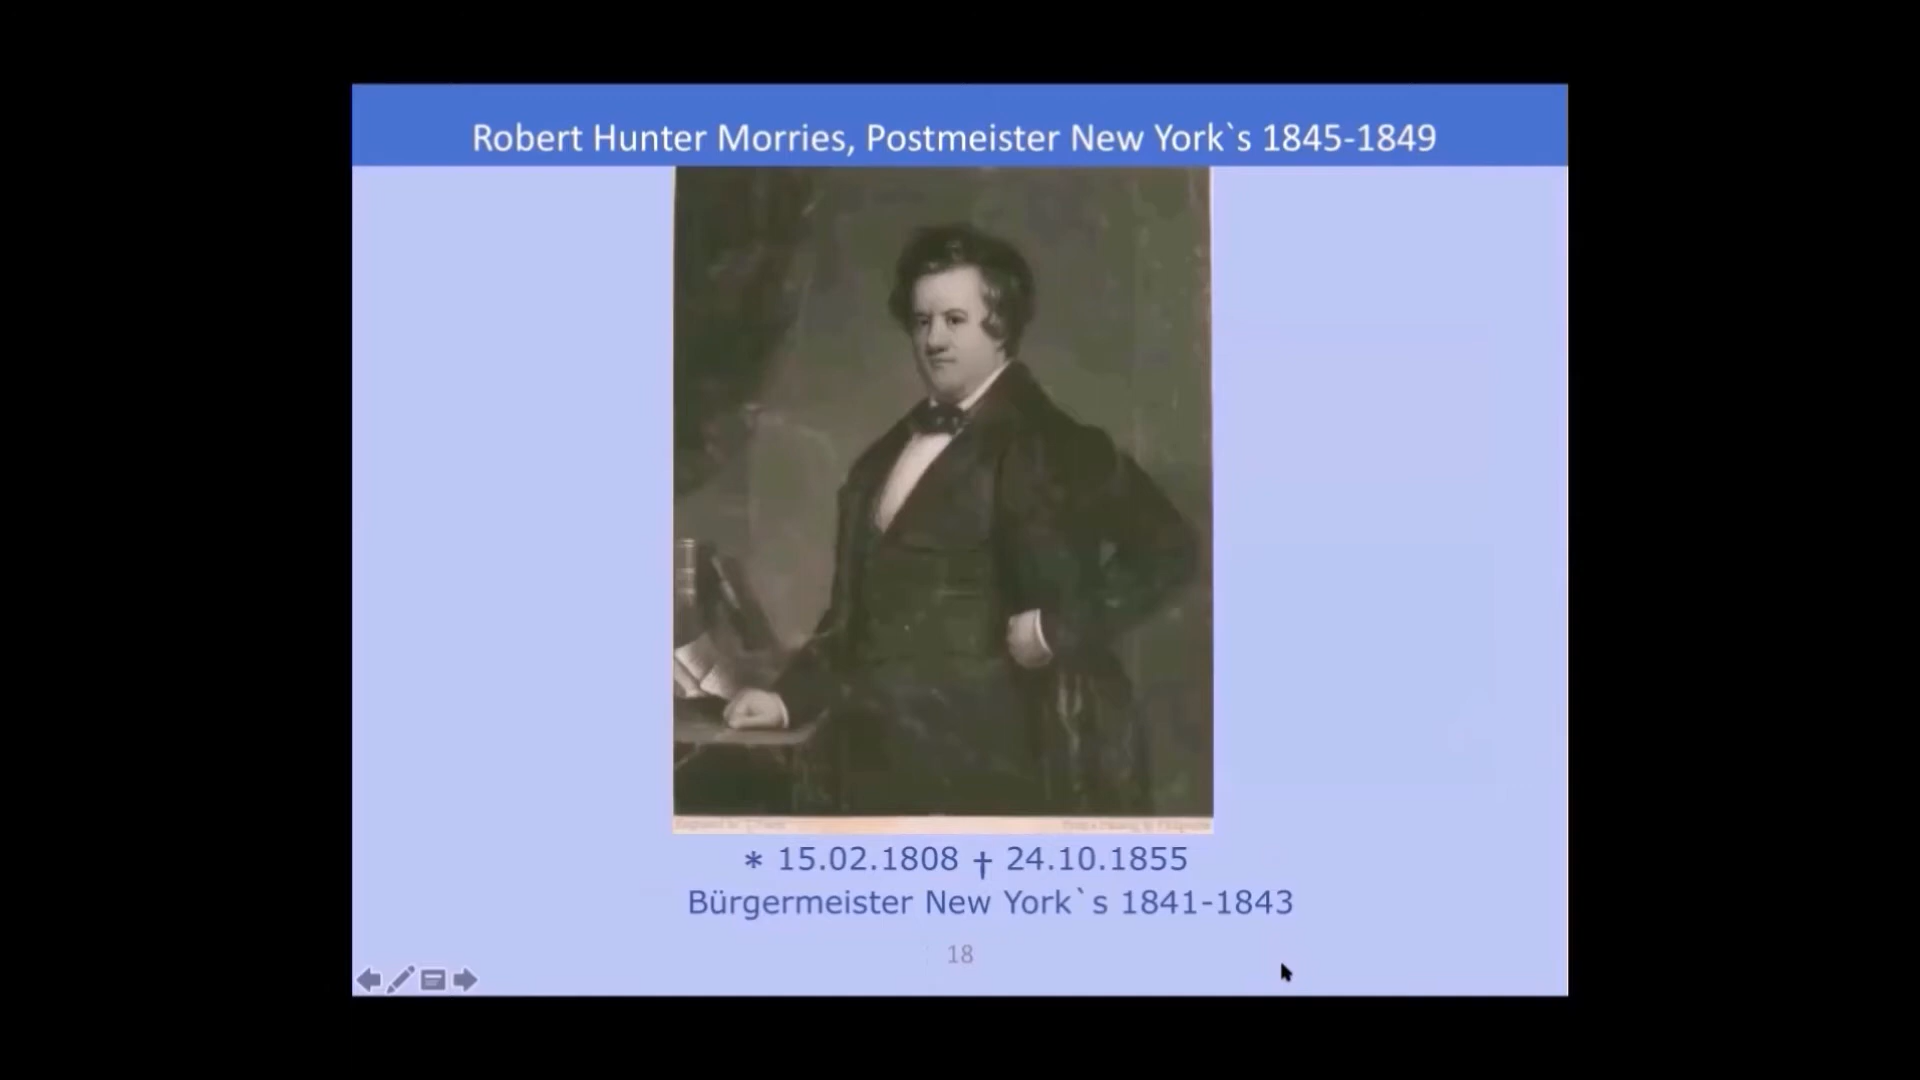 Robert Hunter Morries, Postmeister New York`s 1845-1849
* 15.02.1808 † 24.10.1855
Bürgermeister New York`s 1841-1843
18